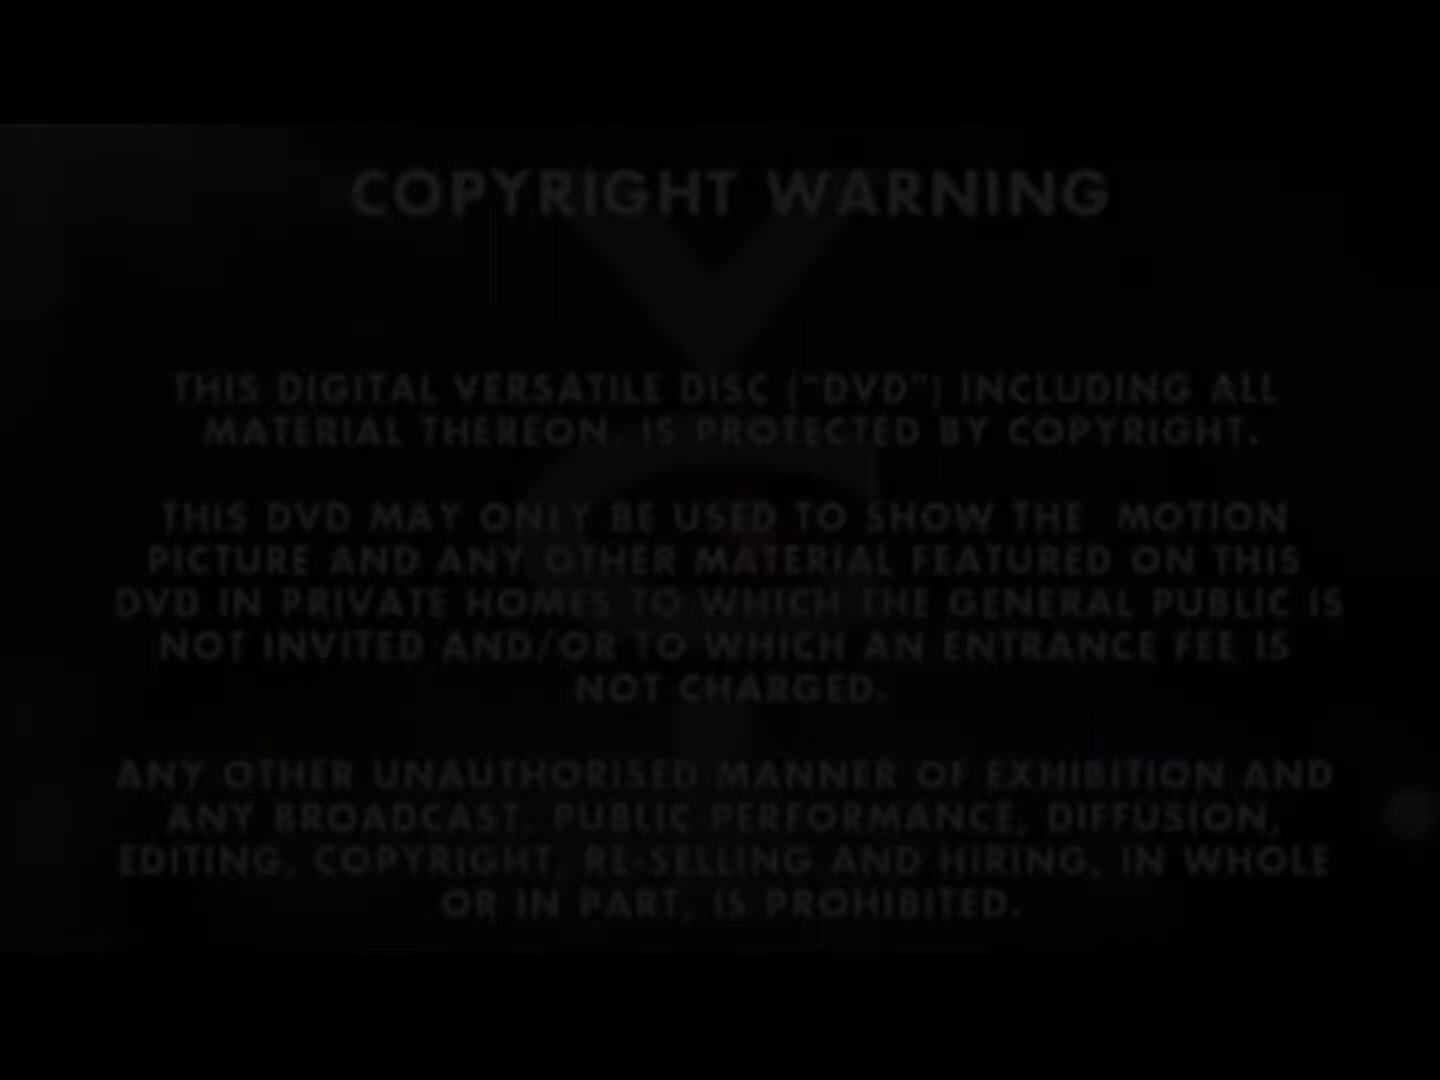 COPYRIGHT WARNING
THIS DIGITAL VERSATILE DISC ("DVD") INCLUDING ALL
MATERIAL THEREON, IS PROTECTED BY COPYRIGHT.
THIS DVD MAY ONLY BE USED TO SHOW THE MOTION
PICTURE AND ANY OTHER MATERIAL FEATURED ON THIS
DVD IN PRIVATE HOMES TO WHICH THE GENERAL PUBLIC IS
NOT INVITED AND/OR TO WHICH AN ENTRANCE FEE IS
NOT CHARGED.
ANY OTHER UNAUTHORISED MANNER OF EXHIBITION AND
ANY BROADCAST, PUBLIC PERFORMANCE, DIFFUSION,
EDITING, COPYRIGHT, RE-SELLING AND HIRING, IN WHOLE
OR IN PART, IS PROHIBITED.